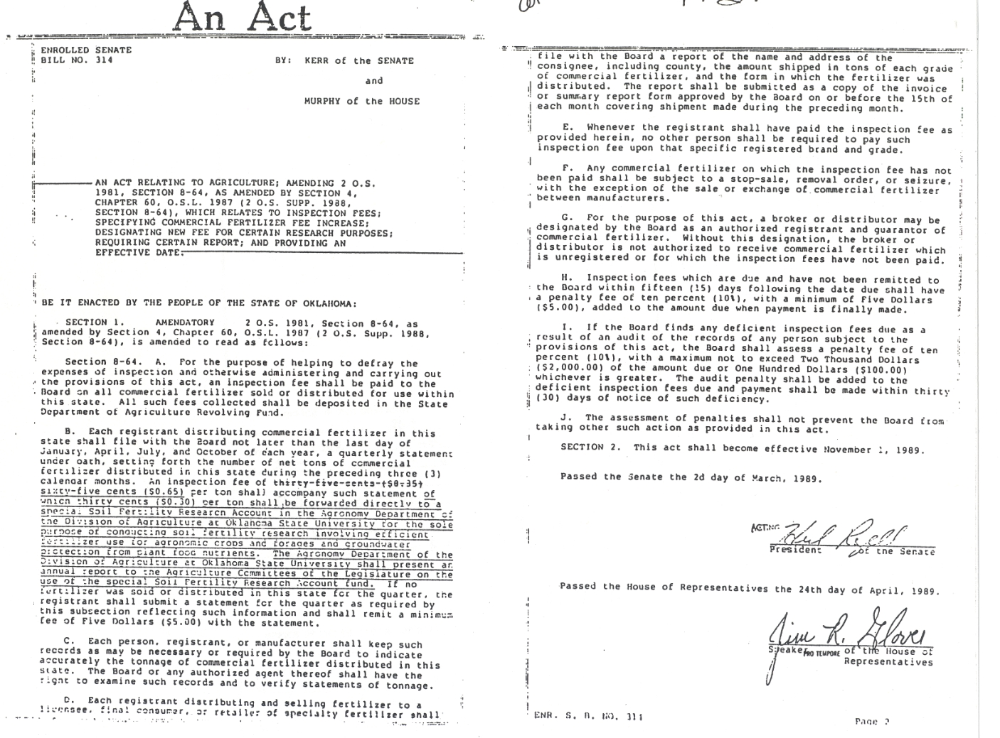 An Act
ENROLLED SENATE
BILL NO. 314
BY: KERR of the SENATE
and
MURPHY of the HOUSE
AN ACT RELATING TO AGRICULTURE; AMENDING 2 O.S.
1981, SECTION 8-64, AS AMENDED BY SECTION 4,
CHAPTER 60, O.S.L. 1987 (2 O.S. SUPP. 1988,
SECTION 8-64), WHICH RELATES TO INSPECTION FEES;
SPECIFYING COMMERCIAL FERTILIZER FEE INCREASE;
DESIGNATING NEW FEE FOR CERTAIN RESEARCH PURPOSES;
REQUIRING CERTAIN REPORT; AND PROVIDING AN
EFFECTIVE DATE.
BE IT ENACTED BY THE PEOPLE OF THE STATE OF OKLAHOMA:
SECTION 1. AMENDATORY 2 O.S. 1981, Section 8-64, as
amended by Section 4, Chapter 60, O.S.L. 1987 (2 O.S. Supp. 1988,
Section 8-64), is amended to read as follows:
Section 8-64. A. For the purpose of helping to defray the
expenses of inspection and otherwise administering and carrying out
the provisions of this act, an inspection fee shall be paid to the
Board on all commercial fertilizer sold or distributed for use within
this state. All such fees collected shall be deposited in the State
Department of Agriculture Revolving Fund.
B. Each registrant distributing commercial fertilizer in this
state shall file with the Board not later than the last day of
January, April, July, and October of each year, a quarterly statement
under oath, setting forth the number of net tons of commercial
fertilizer distributed in this state during the preceding three (3)
calendar months. An inspection fee of thirty-five-cents-($0.35)
sixty-five cents ($0.65) per ton shall accompany such statement of
which thirty cents ($0.30) per ton shall be forwarded directly to a
special Soil Fertility Research Account in the Agronomy Department of
the Division of Agriculture at Oklahoma State University for the sole
purpose of conducting soil fertility research involving efficient
fertilizer use for agronomic crops and forages and groundwater
protection from plant food nutrients. The Agronomy Department of the
Division of Agriculture at Oklahoma State University shall present an
annual report to the Agriculture Committees of the Legislature on the
use of the special Soil Fertility Research Account fund. If no
fertilizer was sold or distributed in this state for the quarter, the
registrant shall submit a statement for the quarter as required by
this subsection reflecting such information and shall remit a minimum
fee of Five Dollars ($5.00) with the statement.
C. Each person, registrant, or manufacturer shall keep such
records as may be necessary or required by the Board to indicate
accurately the tonnage of commercial fertilizer distributed in this
state. The Board or any authorized agent thereof shall have the
right to examine such records and to verify statements of tonnage.
D. Each registrant distributing and selling fertilizer to a
licensee, final consumer, or retailer of specialty fertilizer shall
file with the Board a report of the name and address of the
consignee, including county, the amount shipped in tons of each grade
of commercial fertilizer, and the form in which the fertilizer was
distributed. The report shall be submitted as a copy of the invoice
or summary report form approved by the Board on or before the 15th of
each month covering shipment made during the preceding month.
E. Whenever the registrant shall have paid the inspection fee as
provided herein, no other person shall be required to pay such
inspection fee upon that specific registered brand and grade.
F. Any commercial fertilizer on which the inspection fee has not
been paid shall be subject to a stop-sale, removal order, or seizure,
with the exception of the sale or exchange of commercial fertilizer
between manufacturers.
G. For the purpose of this act, a broker or distributor may be
designated by the Board as an authorized registrant and guarantor of
commercial fertilizer. Without this designation, the broker or
distributor is not authorized to receive commercial fertilizer which
is unregistered or for which the inspection fees have not been paid.
H. Inspection fees which are due and have not been remitted to
the Board within fifteen (15) days following the date due shall have
a penalty fee of ten percent (10%), with a minimum of Five Dollars
($5.00), added to the amount due when payment is finally made.
I. If the Board finds any deficient inspection fees due as a
result of an audit of the records of any person subject to the
provisions of this act, the Board shall assess a penalty fee of ten
percent (10%), with a maximum not to exceed Two Thousand Dollars
($2,000.00) of the amount due or One Hundred Dollars ($100.00)
whichever is greater. The audit penalty shall be added to the
deficient inspection fees due and payment shall be made within thirty
(30) days of notice of such deficiency.
J. The assessment of penalties shall not prevent the Board from
taking other such action as provided in this act.
SECTION 2. This act shall become effective November 1, 1989.
Passed the Senate the 2d day of March, 1989.
ACTING
President of the Senate
Passed the House of Representatives the 24th day of April, 1989.
Jim R. Glover
Speaker PRO TEMPORE of the House of
Representatives
ENR. S. B. NO. 314
Page 2